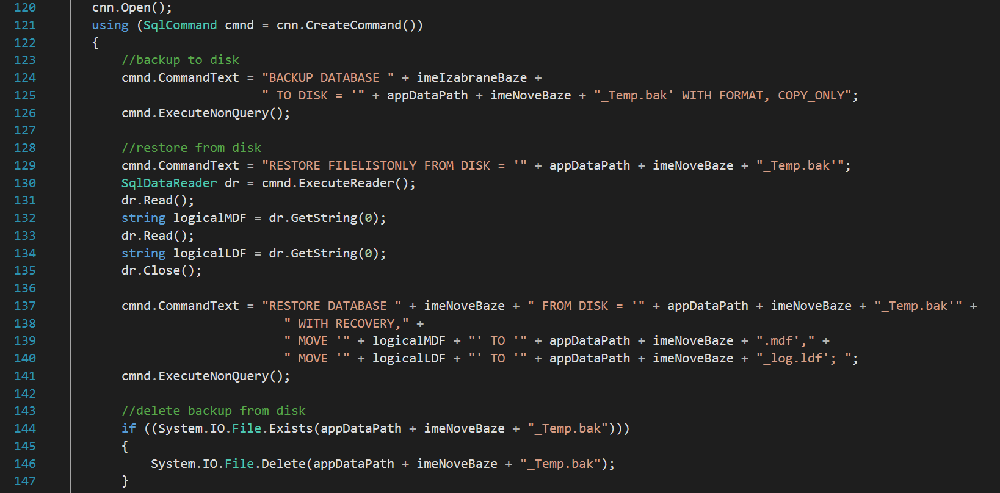 120 cnn.Open();
121 using (SqlCommand cmnd = cnn.CreateCommand())
122 {
123 //backup to disk
124 cmnd.CommandText = "BACKUP DATABASE " + imeIzabraneBaze +
125 " TO DISK = '" + appDataPath + imeNoveBaze + "_Temp.bak' WITH FORMAT, COPY_ONLY";
126 cmnd.ExecuteNonQuery();
127
128 //restore from disk
129 cmnd.CommandText = "RESTORE FILELISTONLY FROM DISK = '" + appDataPath + imeNoveBaze + "_Temp.bak'";
130 SqlDataReader dr = cmnd.ExecuteReader();
131 dr.Read();
132 string logicalMDF = dr.GetString(0);
133 dr.Read();
134 string logicalLDF = dr.GetString(0);
135 dr.Close();
136
137 cmnd.CommandText = "RESTORE DATABASE " + imeNoveBaze + " FROM DISK = '" + appDataPath + imeNoveBaze + "_Temp.bak'" +
138 " WITH RECOVERY," +
139 " MOVE '" + logicalMDF + "' TO '" + appDataPath + imeNoveBaze + ".mdf'," +
140 " MOVE '" + logicalLDF + "' TO '" + appDataPath + imeNoveBaze + "_log.ldf'; ";
141 cmnd.ExecuteNonQuery();
142
143 //delete backup from disk
144 if ((System.IO.File.Exists(appDataPath + imeNoveBaze + "_Temp.bak")))
145 {
146 System.IO.File.Delete(appDataPath + imeNoveBaze + "_Temp.bak");
147 }